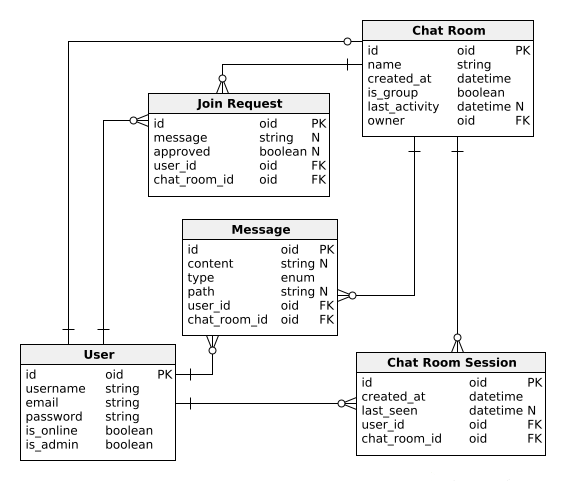 Chat Room
id oid PK
name string
created_at datetime
is_group boolean
last_activity datetime N
owner oid FK
Join Request
id oid PK
message string N
approved boolean N
user_id oid FK
chat_room_id oid FK
Message
id oid PK
content string N
type enum
path string N
user_id oid FK
chat_room_id oid FK
User
id oid PK
username string
email string
password string
is_online boolean
is_admin boolean
Chat Room Session
id oid PK
created_at datetime
last_seen datetime N
user_id oid FK
chat_room_id oid FK